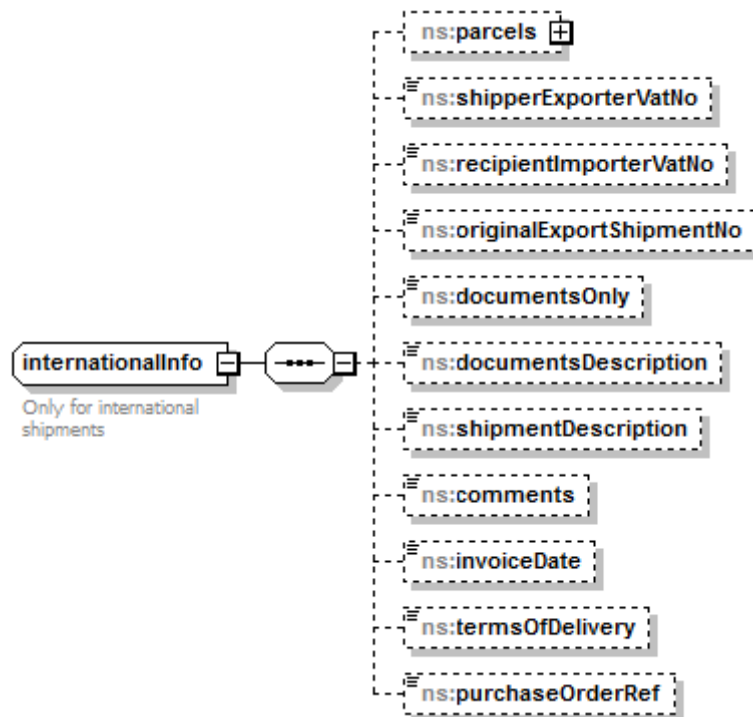 ns:parcels
ns:shipperExporterVatNo
ns:recipientImporterVatNo
ns:originalExportShipmentNo
ns:documentsOnly
internationalInfo
ns:documentsDescription
Only for international
shipments
ns:shipmentDescription
ns:comments
ns:invoiceDate
ns:termsOfDelivery
ns:purchaseOrderRef